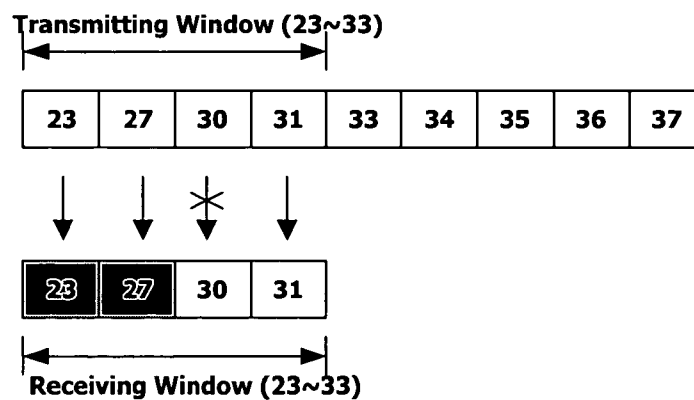 Transmitting Window (23~33)
23 27 30 31 33 34 35 36 37
23 27 30 31
Receiving Window (23~33)